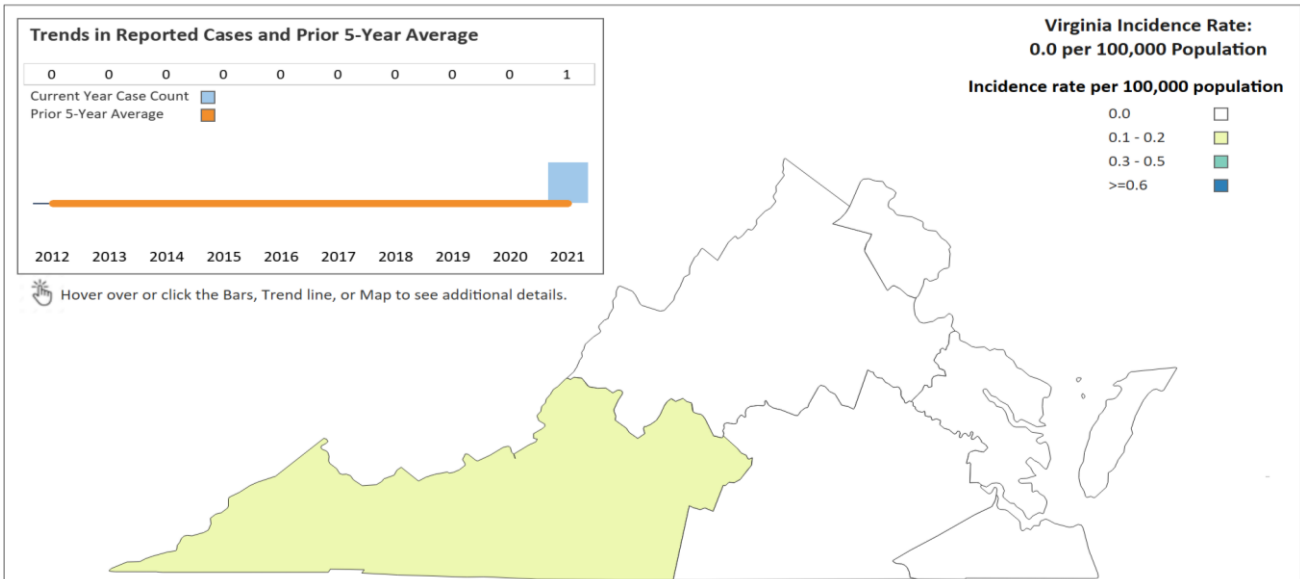 Trends in Reported Cases and Prior 5-Year Average
0 0 0 0 0 0 0 0 0 1
Current Year Case Count
Prior 5-Year Average
2012 2013 2014 2015 2016 2017 2018 2019 2020 2021
Hover over or click the Bars, Trend line, or Map to see additional details.
Virginia Incidence Rate:
0.0 per 100,000 Population
Incidence rate per 100,000 population
0.0
0.1 - 0.2
0.3 - 0.5
>=0.6